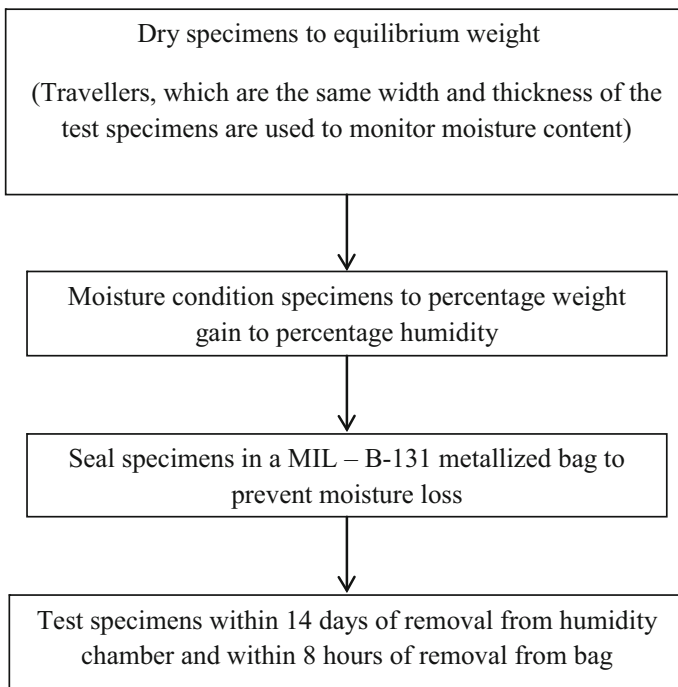 Dry specimens to equilibrium weight
(Travellers, which are the same width and thickness of the
test specimens are used to monitor moisture content)
Moisture condition specimens to percentage weight
gain to percentage humidity
Seal specimens in a MIL – B-131 metallized bag to
prevent moisture loss
Test specimens within 14 days of removal from humidity
chamber and within 8 hours of removal from bag